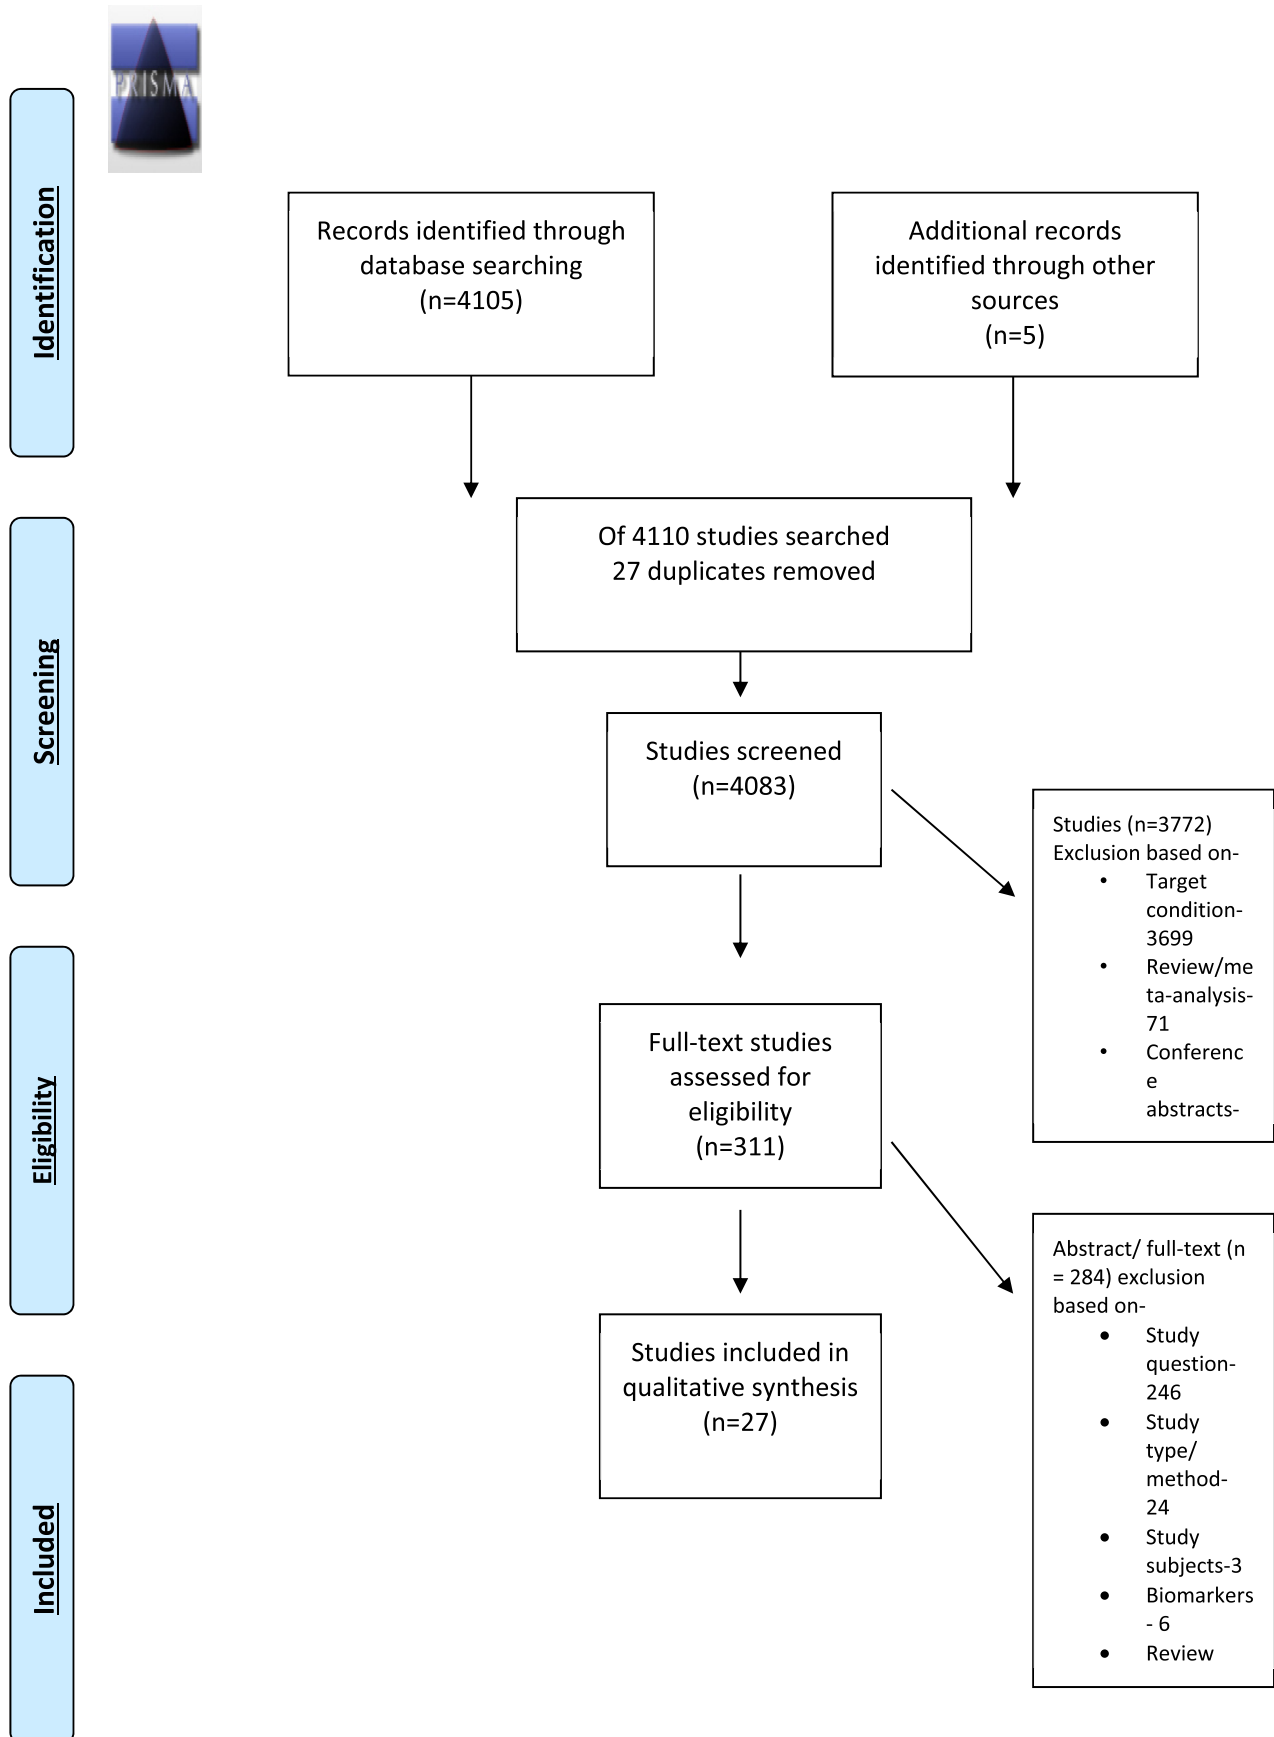 PRISMA
Identification
Records identified through
database searching
(n=4105)
Additional records
identified through other
sources
(n=5)
Screening
Of 4110 studies searched
27 duplicates removed
Studies screened
(n=4083)
Studies (n=3772)
Exclusion based on-
• Target
condition-
3699
• Review/me
ta-analysis-
71
• Conferenc
e
abstracts-
Eligibility
Full-text studies
assessed for
eligibility
(n=311)
Abstract/ full-text (n
= 284) exclusion
based on-
• Study
question-
246
• Study
type/
method-
24
• Study
subjects-3
• Biomarkers
- 6
• Review
Included
Studies included in
qualitative synthesis
(n=27)